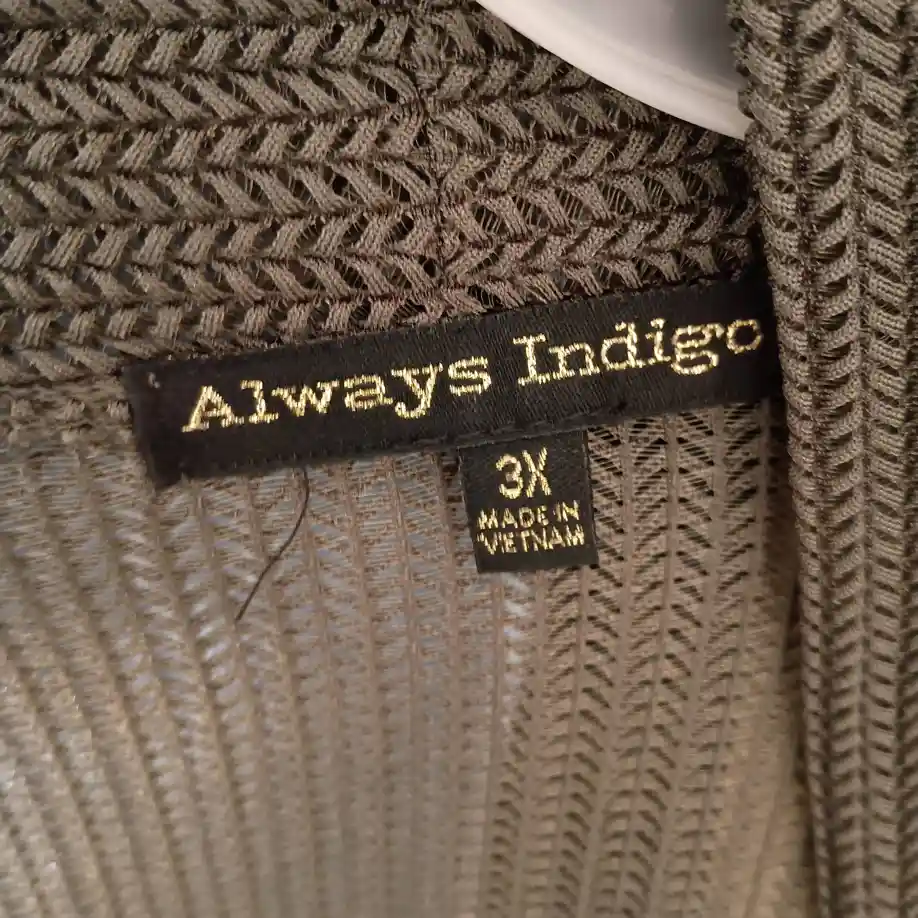 Always Indigo
3X
MADE IN
VIETNAM